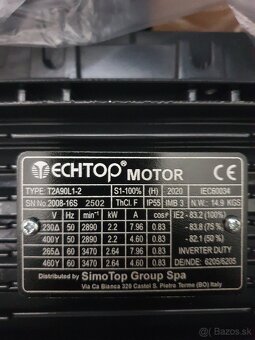 TECHTOP® MOTOR CE
TYPE: T2A90L1-2 S1-100% (H) 2020 IEC60034
SN No. 2008-16S 2502 ThCl. F IP55 IMB 3 N.W.: 14.9 KGS
V Hz min⁻¹ kW A cosφ IE2 - 83.2 (100%)
230Δ 50 2890 2.2 7.96 0.83 - 83.8 (75 %)
400Y 50 2890 2.2 4.60 0.83 - 82.1 (50 %)
265Δ 60 3470 2.64 7.96 0.83 INVERTER DUTY
460Y 60 3470 2.64 4.60 0.83 DE/NDE: 6205/6205
Distributed by SimoTop Group Spa
Via Ca Bianca 320 Castel S. Pietro Terme (BO) Italy
© Bazos.sk